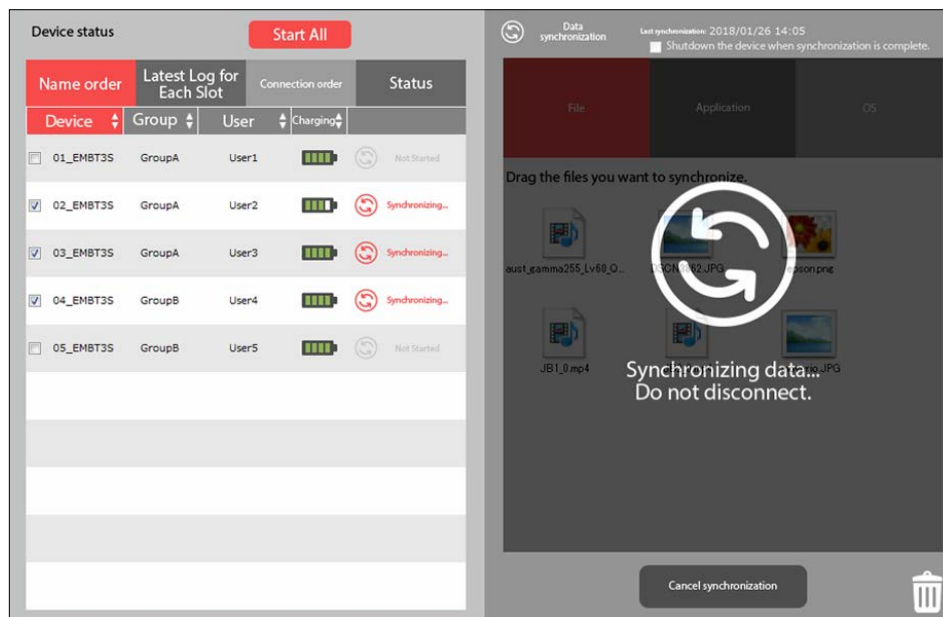 Device status
Start All
Name order
Latest Log for
Each Slot
Connection order
Status
Device Group User Charging
01_EMBT3S GroupA User1 Not Started
02_EMBT3S GroupA User2 Synchronizing...
03_EMBT3S GroupA User3 Synchronizing...
04_EMBT3S GroupB User4 Synchronizing...
05_EMBT3S GroupB User5 Not Started
Data
synchronization
Last synchronization: 2018/01/26 14:05
Shutdown the device when synchronization is complete.
File
Application
OS
Drag the files you want to synchronize.
aust_gamma255_Lv60_Q...
epson.png
JB1_0.mp4
Synchronizing data...
Do not disconnect.
Cancel synchronization